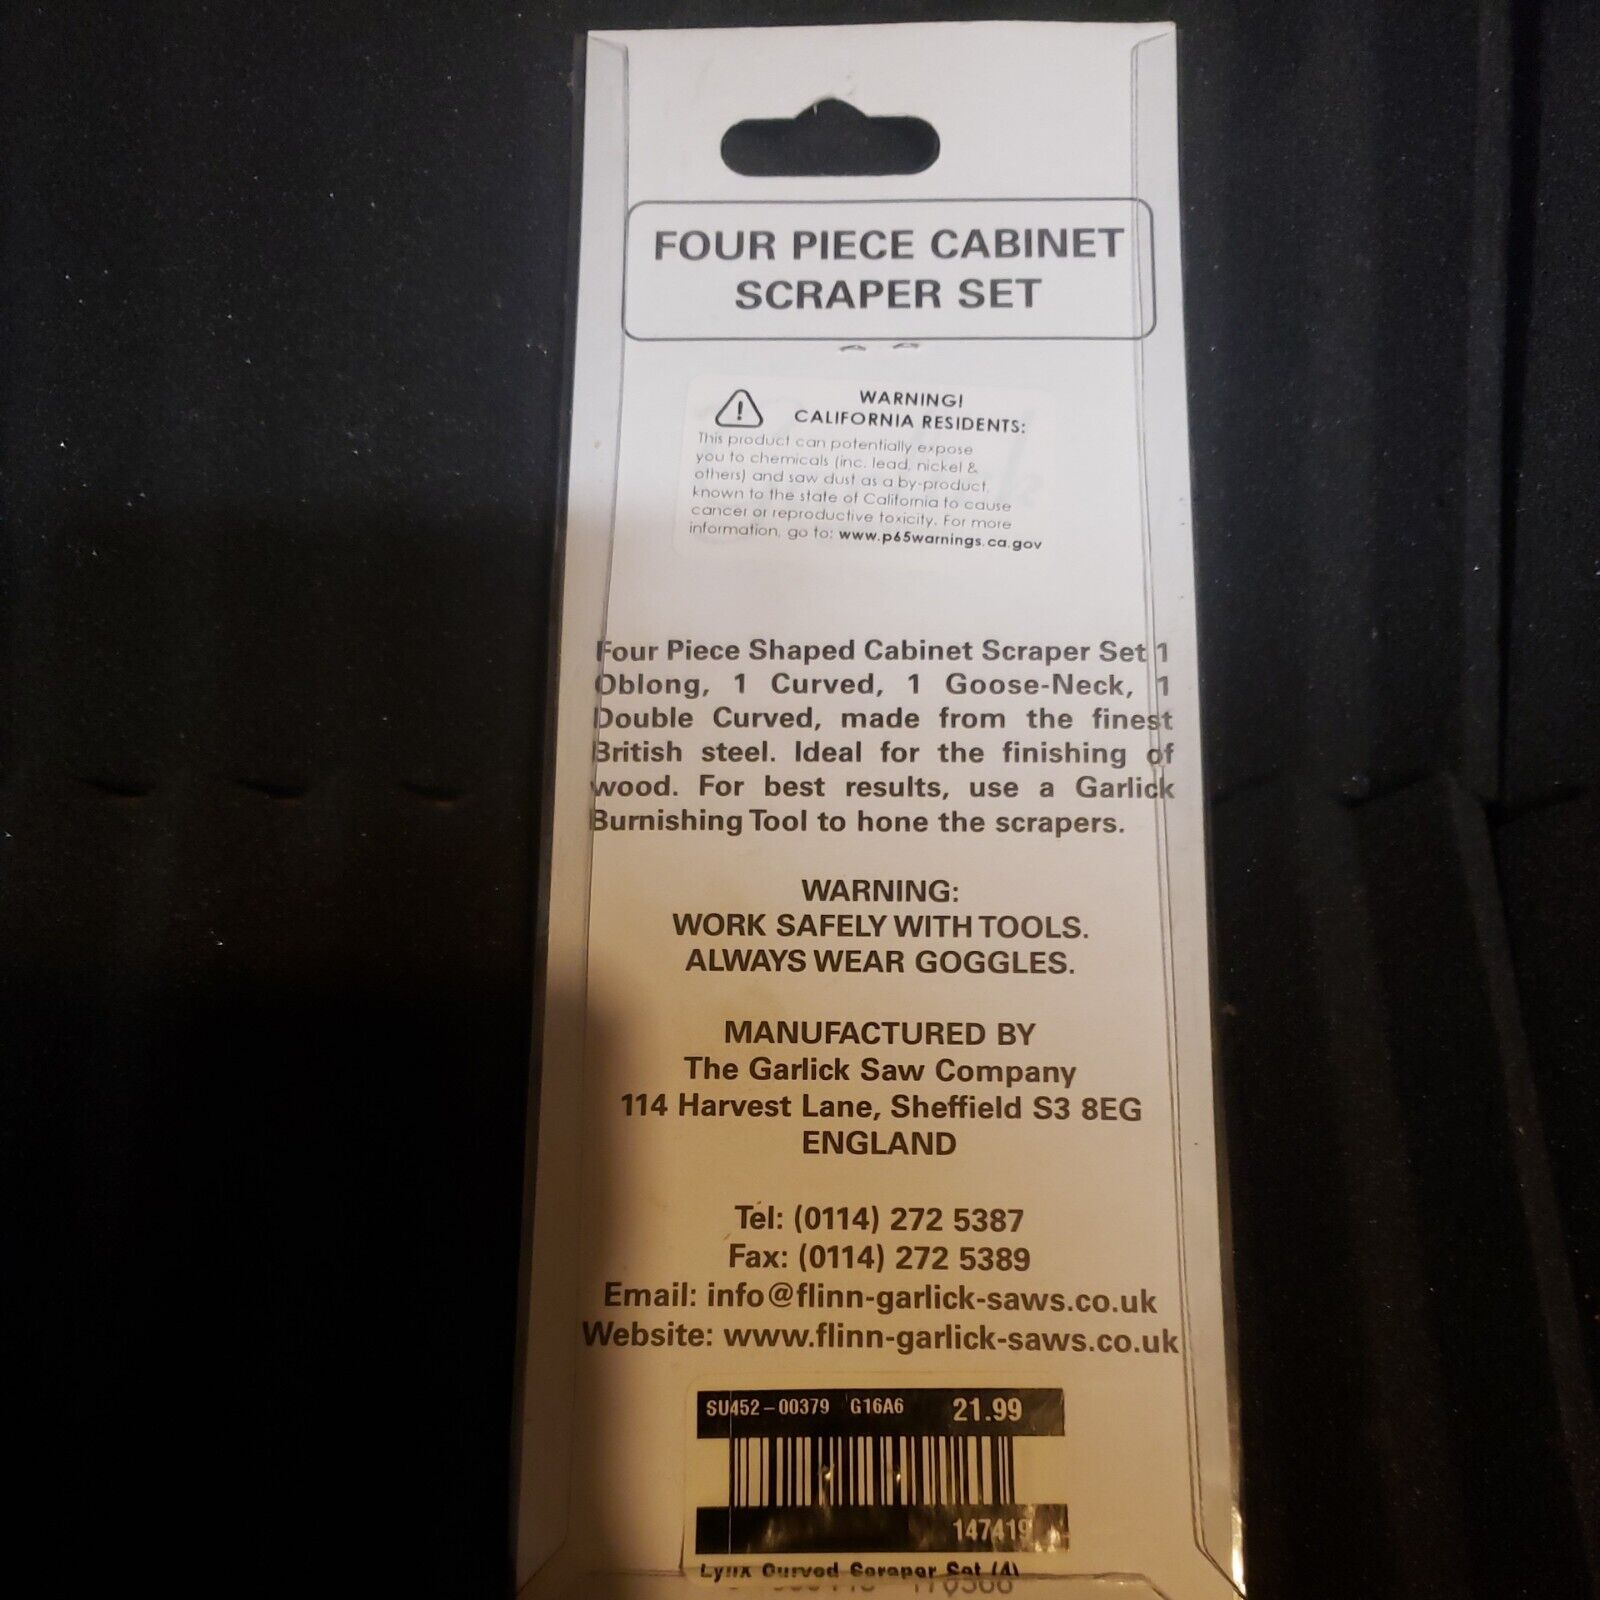 FOUR PIECE CABINET
SCRAPER SET
WARNING!
CALIFORNIA RESIDENTS:
This product can potentially expose
you to chemicals (inc. lead, nickel &
others) and saw dust as a by-product,
known to the state of California to cause
cancer or reproductive toxicity. For more
information, go to: www.p65warnings.ca.gov
Four Piece Shaped Cabinet Scraper Set 1
Oblong, 1 Curved, 1 Goose-Neck, 1
Double Curved, made from the finest
British steel. Ideal for the finishing of
wood. For best results, use a Garlick
Burnishing Tool to hone the scrapers.
WARNING:
WORK SAFELY WITH TOOLS.
ALWAYS WEAR GOGGLES.
MANUFACTURED BY
The Garlick Saw Company
114 Harvest Lane, Sheffield S3 8EG
ENGLAND
Tel: (0114) 272 5387
Fax: (0114) 272 5389
Email: info@flinn-garlick-saws.co.uk
Website: www.flinn-garlick-saws.co.uk
SU452-00379 G16A6 21.99
147419
Lynx Curved Scraper Set (4)